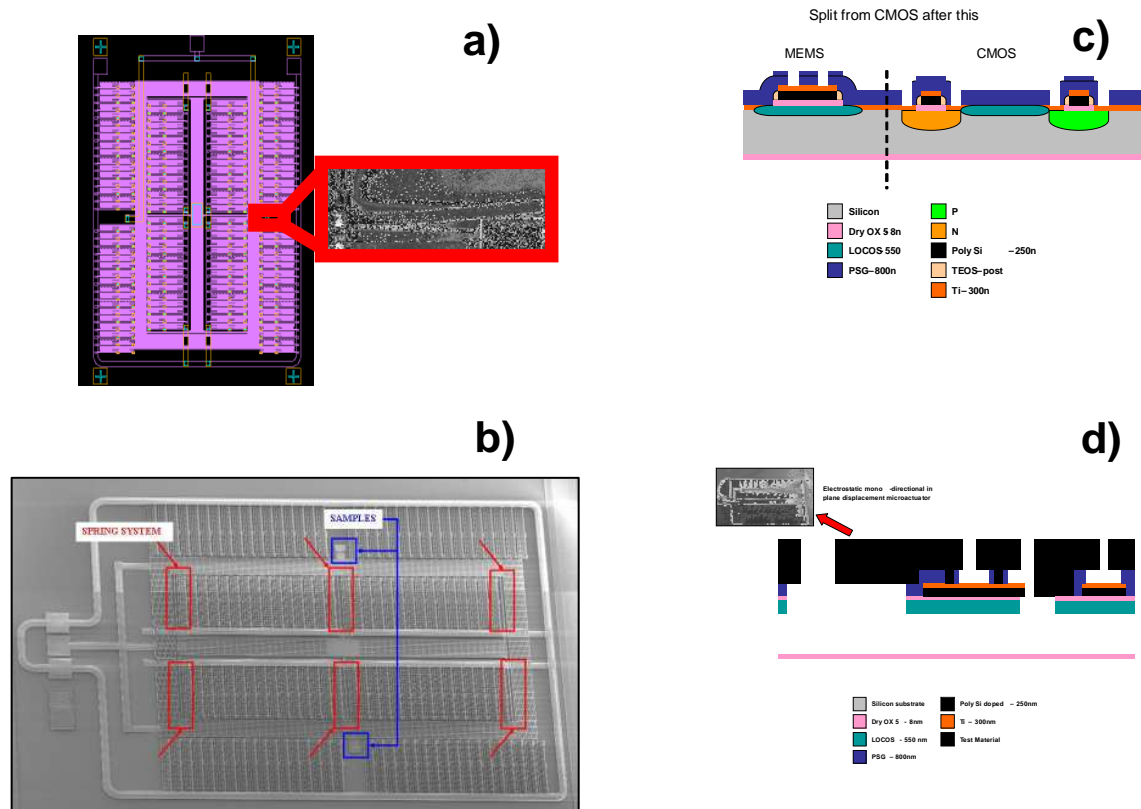 a)
Split from CMOS after this
c)
MEMS
CMOS
Silicon
P
Dry OX 5 8n
N
LOCOS 550
Poly Si – 250n
PSG–800n
TEOS–post
Ti–300n
b)
SPRING SYSTEM
SAMPLES
d)
Electrostatic mono -directional in
plane displacement microactuator
Silicon substrate
Poly Si doped – 250nm
Dry OX 5 - 8nm
Ti – 300nm
LOCOS - 550 nm
Test Material
PSG – 800nm